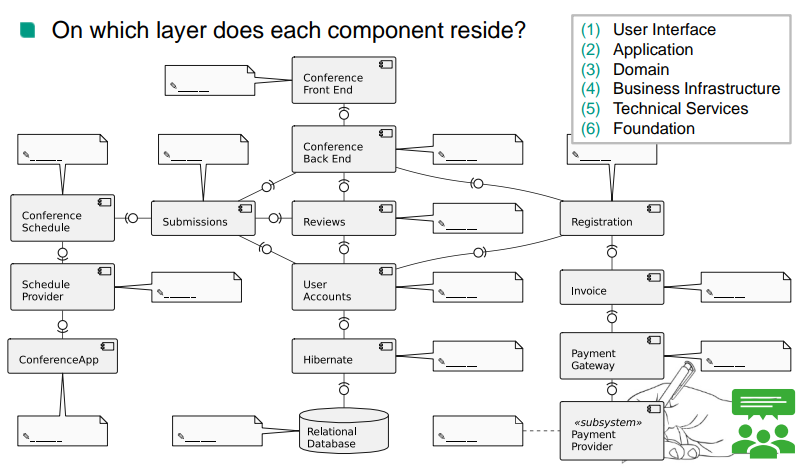 On which layer does each component reside?
(1) User Interface
(2) Application
(3) Domain
(4) Business Infrastructure
(5) Technical Services
(6) Foundation
Conference
Front End
Conference
Back End
Conference
Schedule
Submissions
Reviews
Registration
Schedule
Provider
User
Accounts
Invoice
ConferenceApp
Hibernate
Payment
Gateway
Relational
Database
«subsystem»
Payment
Provider